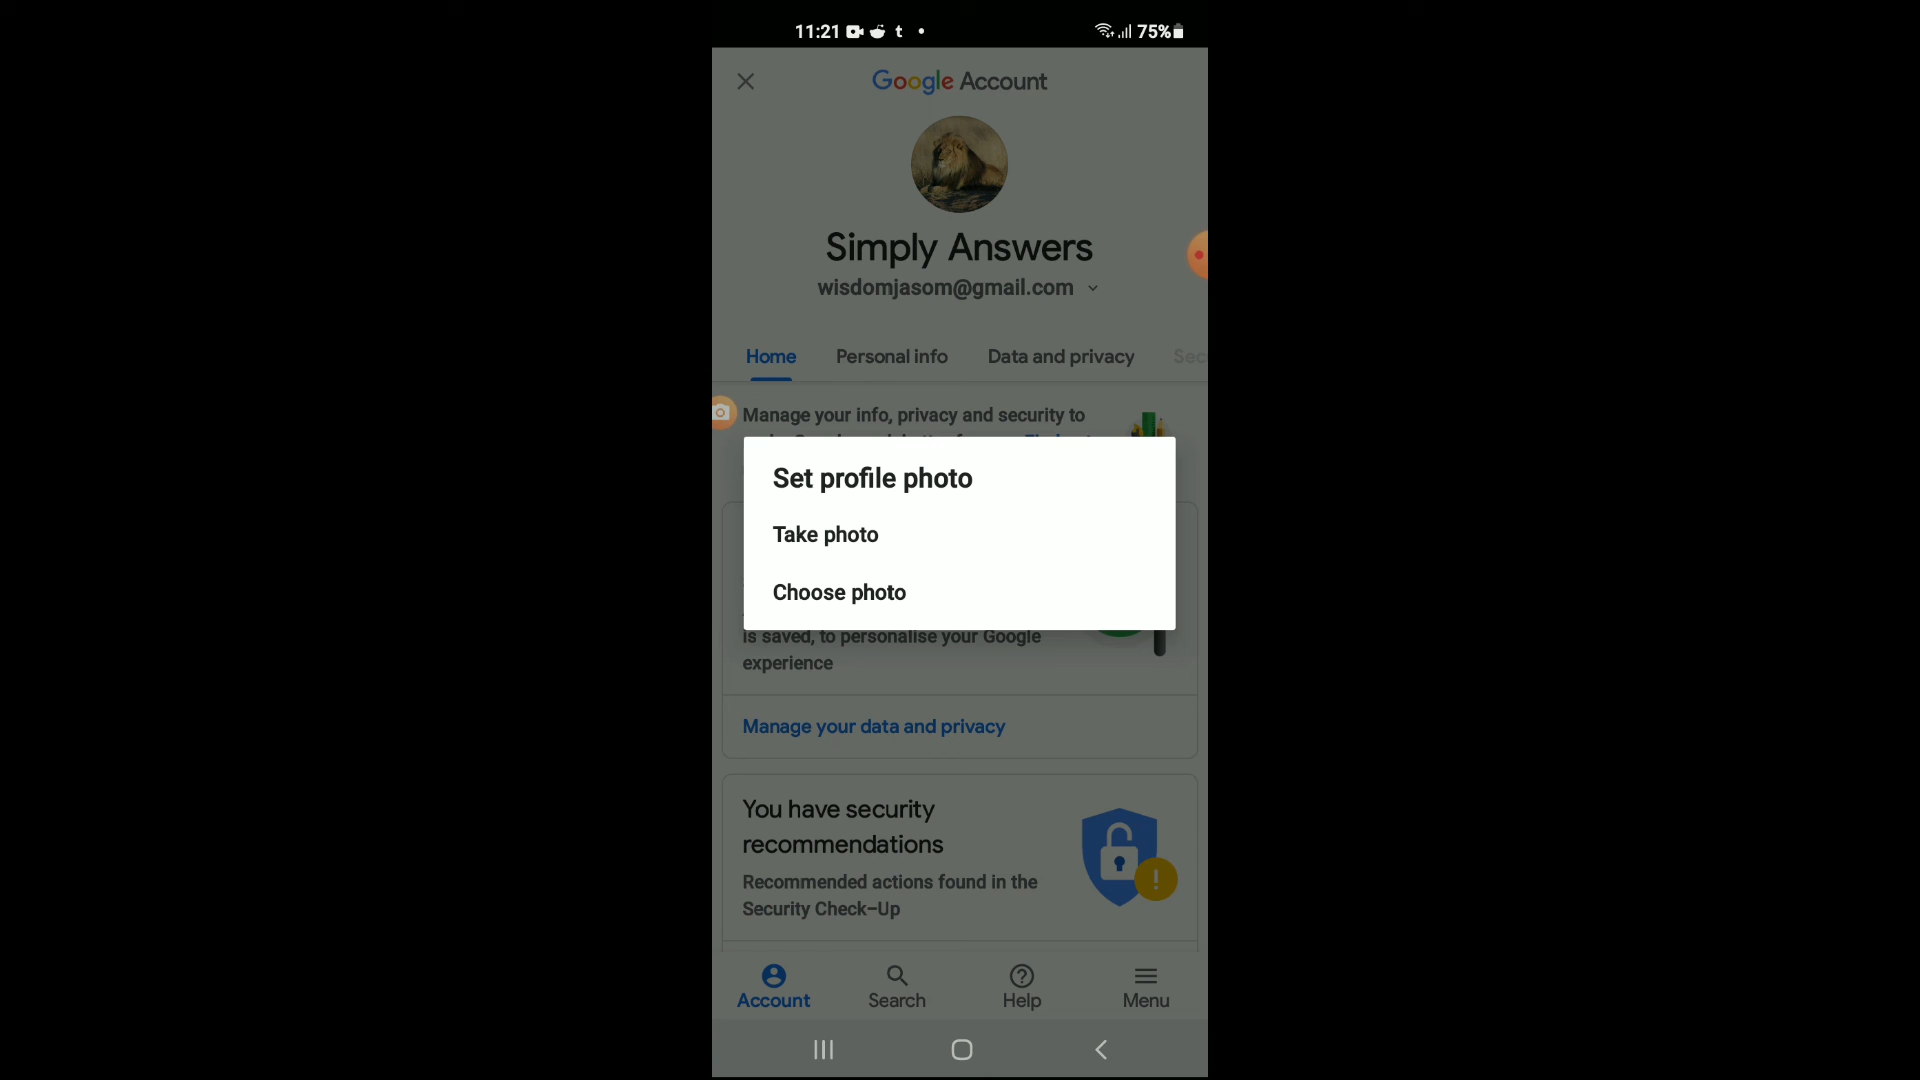 11:21 t 75%
Google Account
Simply Answers
wisdomjasom@gmail.com
Home Personal info Data and privacy Sec
Manage your info, privacy and security to
Set profile photo
Take photo
Choose photo
is saved, to personalise your Google
experience
Manage your data and privacy
You have security
recommendations
Recommended actions found in the
Security Check-Up
Account Search Help Menu